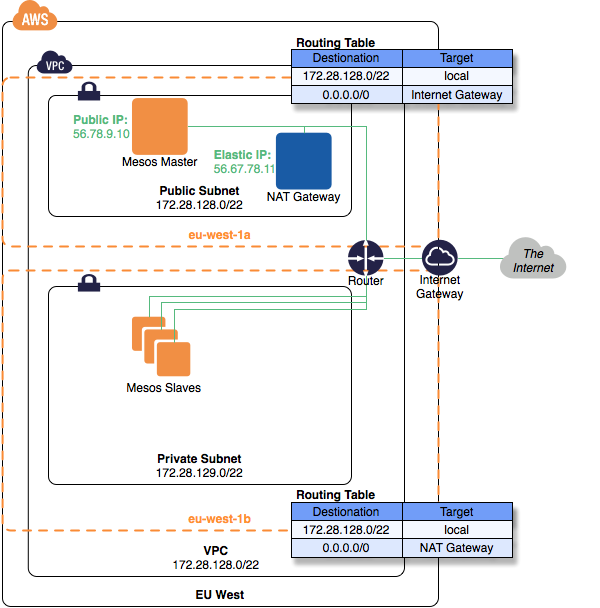 AWS
Routing Table
Destionation Target
172.28.128.0/22 local
0.0.0.0/0 Internet Gateway
VPC
Public IP:
56.78.9.10
Mesos Master
Elastic IP:
56.67.78.11
NAT Gateway
Public Subnet
172.28.128.0/22
eu-west-1a
Router
Internet
Gateway
The
Internet
Mesos Slaves
Private Subnet
172.28.129.0/22
eu-west-1b
Routing Table
Destionation Target
172.28.128.0/22 local
0.0.0.0/0 NAT Gateway
VPC
172.28.128.0/22
EU West